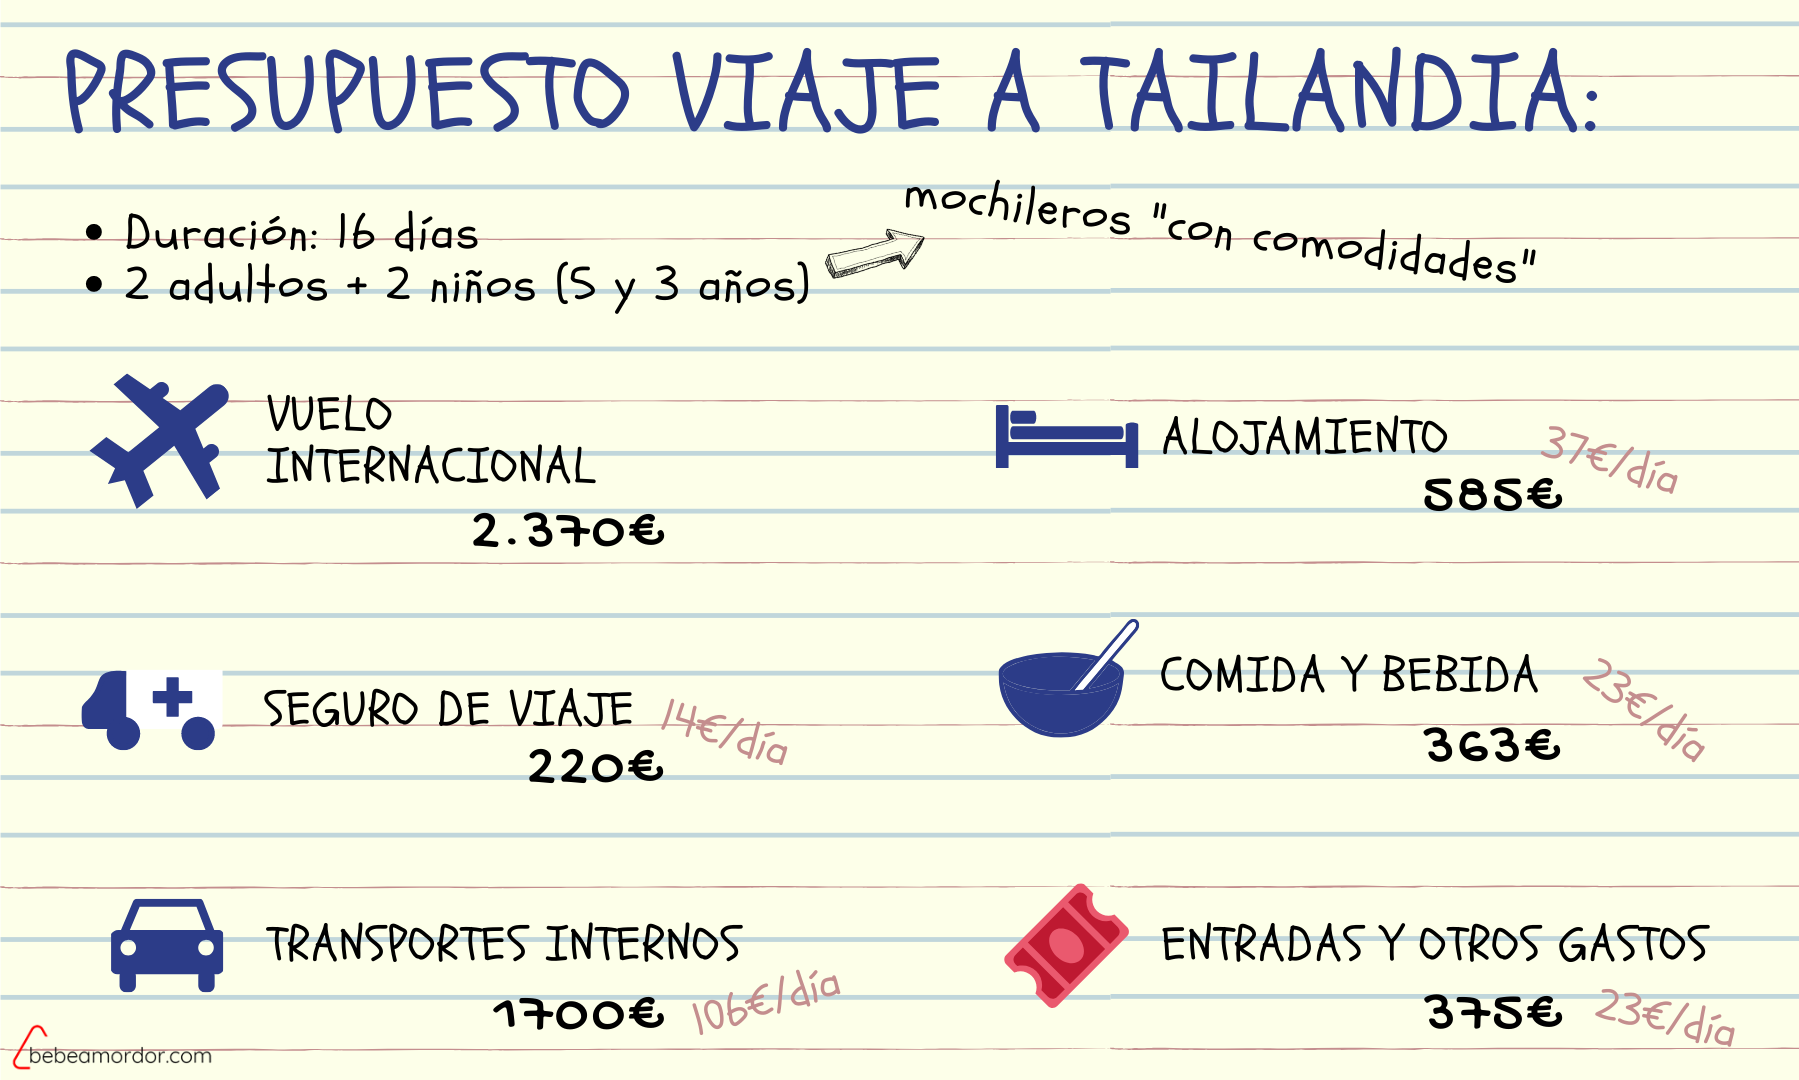 PRESUPUESTO VIAJE A TAILANDIA:
• Duración: 16 días
• 2 adultos + 2 niños (5 y 3 años)
mochileros "con comodidades"
VUELO
INTERNACIONAL
2.370€
ALOJAMIENTO
37€/día
585€
SEGURO DE VIAJE
14€/día
220€
COMIDA Y BEBIDA
23€/día
363€
TRANSPORTES INTERNOS
1700€
106€/día
ENTRADAS Y OTROS GASTOS
375€
23€/día
bebeamordor.com